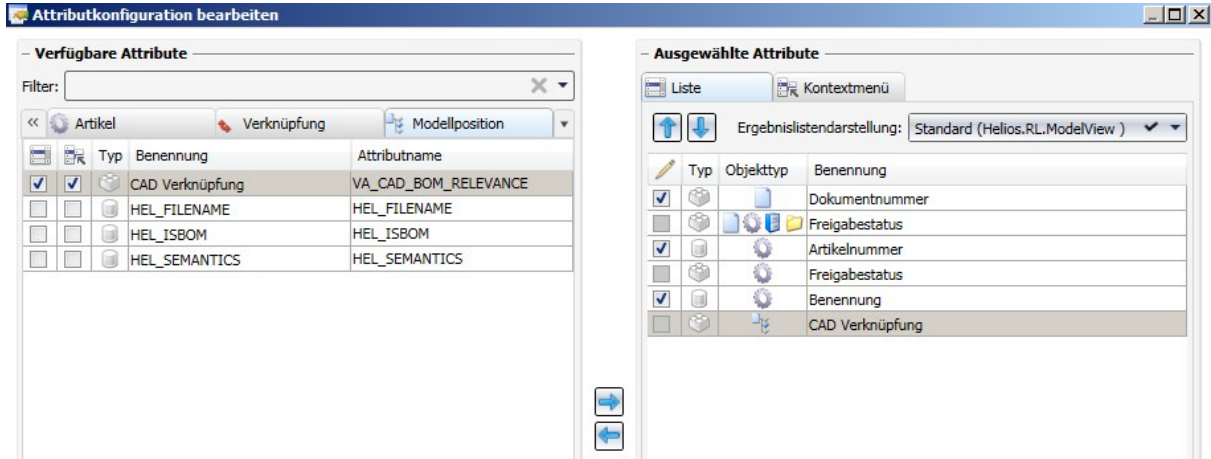 Attributkonfiguration bearbeiten
Verfügbare Attribute
Filter:
Artikel Verknüpfung Modellposition
Typ Benennung Attributname
CAD Verknüpfung VA_CAD_BOM_RELEVANCE
HEL_FILENAME HEL_FILENAME
HEL_ISBOM HEL_ISBOM
HEL_SEMANTICS HEL_SEMANTICS
Ausgewählte Attribute
Liste Kontextmenü
Ergebnislistendarstellung: Standard (Helios.RL.ModelView )
Typ Objekttyp Benennung
Dokumentnummer
Freigabestatus
Artikelnummer
Freigabestatus
Benennung
CAD Verknüpfung